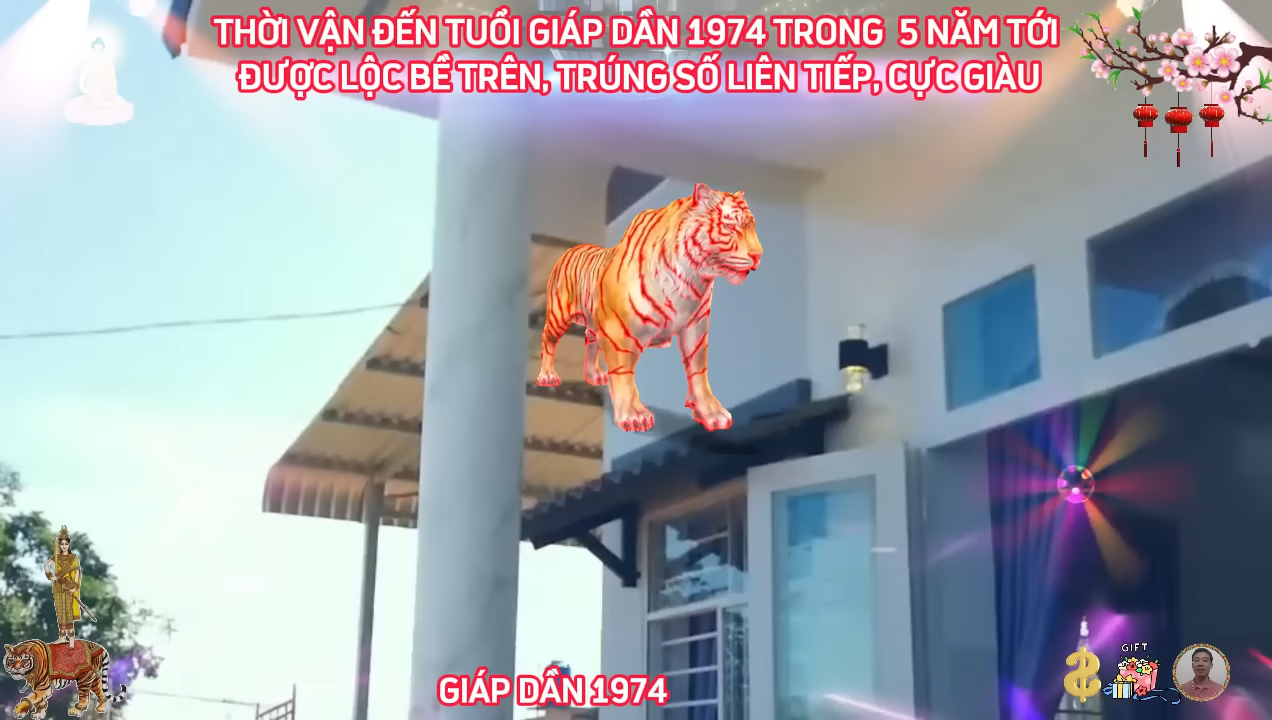 THỜI VẬN ĐẾN TUỔI GIÁP DẦN 1974 TRONG 5 NĂM TỚI
ĐƯỢC LỘC BỀ TRÊN, TRÚNG SỐ LIÊN TIẾP, CỰC GIÀU
GIFT
GIÁP DẦN 1974